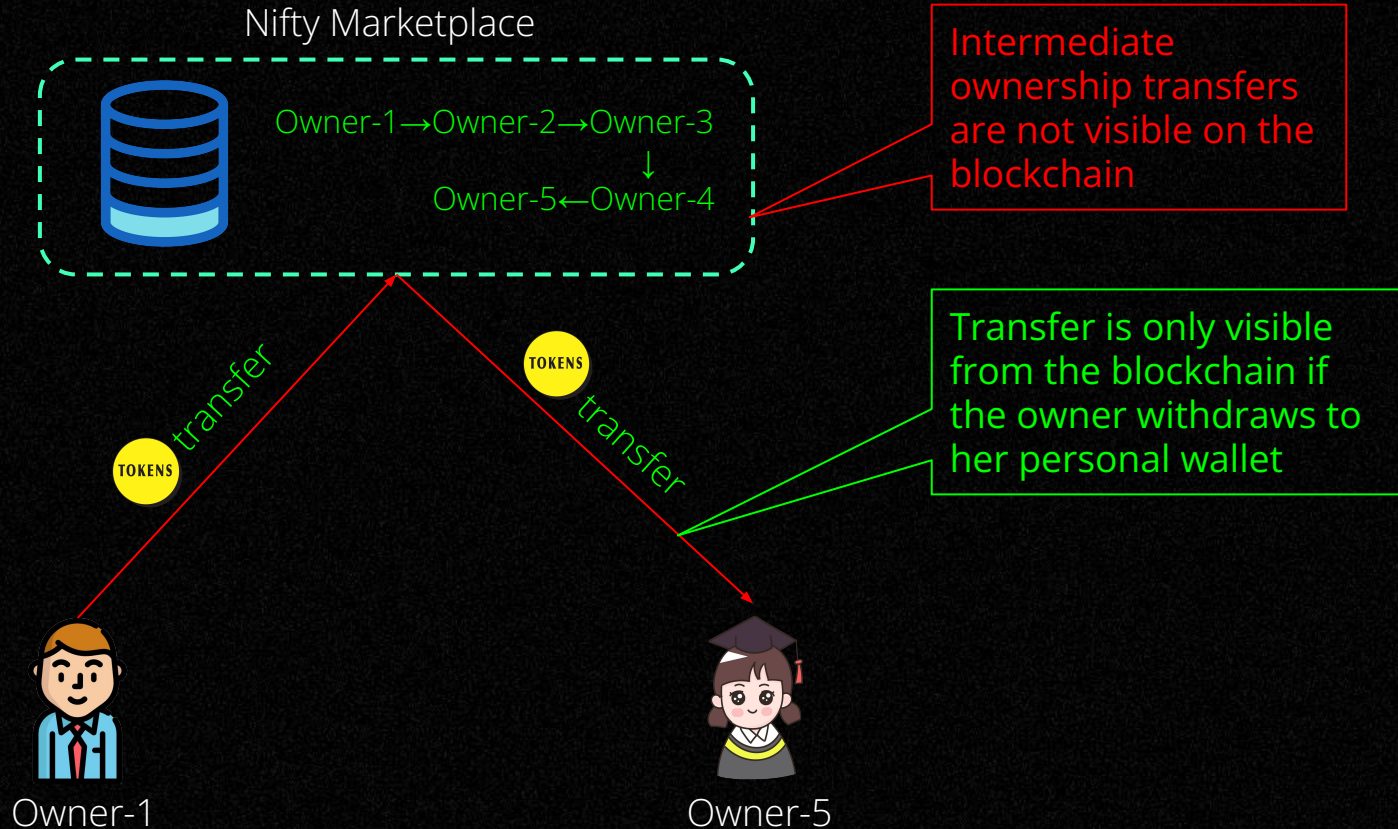 Nifty Marketplace
Owner-1→Owner-2→Owner-3
↓
Owner-5←Owner-4
Intermediate
ownership transfers
are not visible on the
blockchain
TOKENS
transfer
TOKENS
transfer
Transfer is only visible
from the blockchain if
the owner withdraws to
her personal wallet
Owner-1
Owner-5